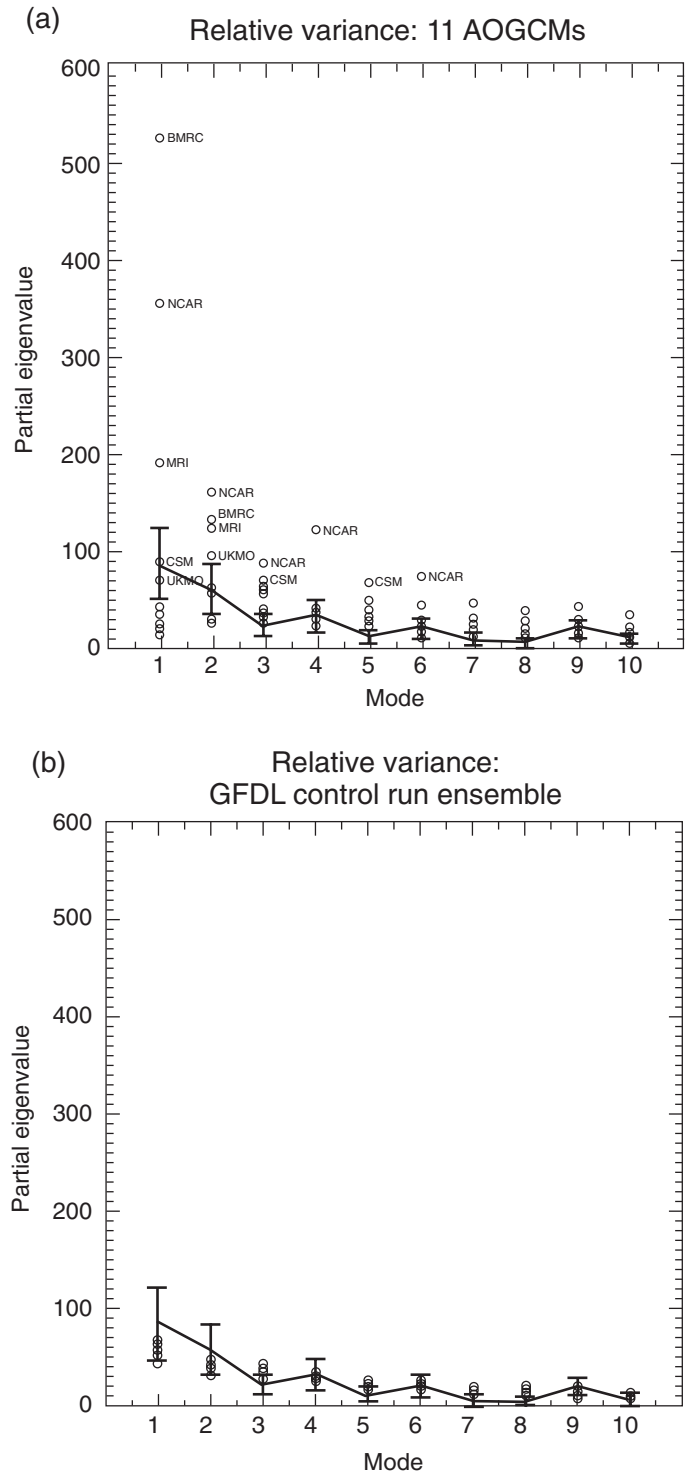 (a)
Relative variance: 11 AOGCMs
600
500
400
300
200
100
0
Partial eigenvalue
BMRC
NCAR
MRI
CSM
UKMO
NCAR
BMRC
MRI
UKMO
NCAR
CSM
NCAR
CSM
NCAR
1 2 3 4 5 6 7 8 9 10
Mode
(b)
Relative variance:
GFDL control run ensemble
600
500
400
300
200
100
0
Partial eigenvalue
1 2 3 4 5 6 7 8 9 10
Mode